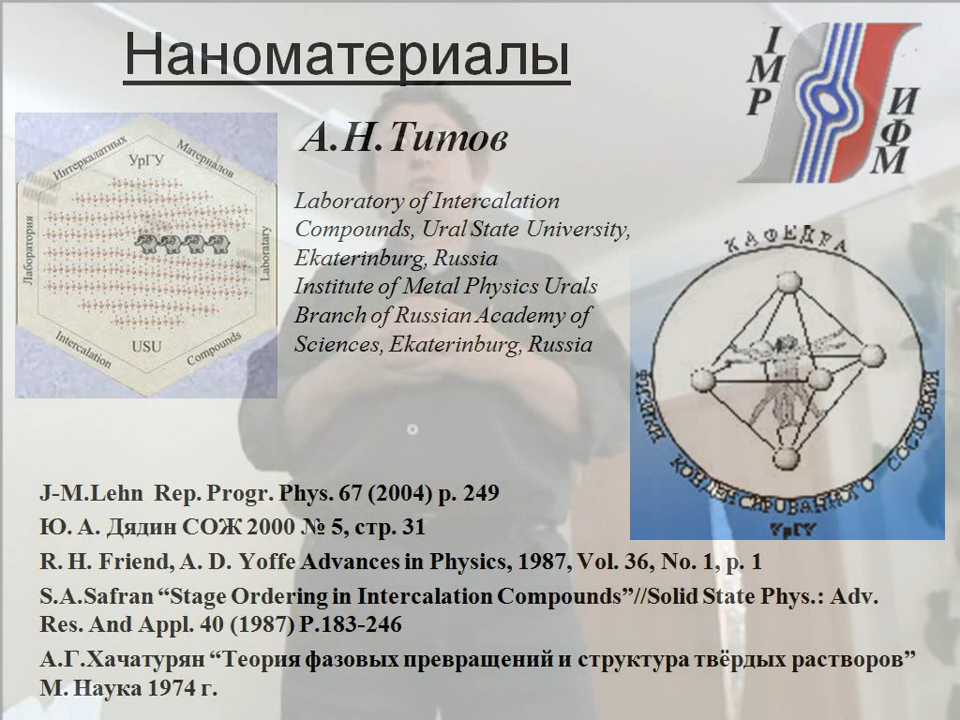 Наноматериалы
I
M
P
И
Ф
М
А.Н.Титов
Интеркалатных
Материалов
УрГУ
Лаборатория
Laboratary
USU
Intercalation
Compounds
Laboratory of Intercalation
Compounds, Ural State University,
Ekaterinburg, Russia
Institute of Metal Physics Urals
Branch of Russian Academy of
Sciences, Ekaterinburg, Russia
КАФЕДРА
ФИЗИКИ
КОНДЕНСИРОВАННОГО
СОСТОЯНИЯ
УрГУ
J-M.Lehn Rep. Progr. Phys. 67 (2004) p. 249
Ю. А. Дядин СОЖ 2000 № 5, стр. 31
R. H. Friend, A. D. Yoffe Advances in Physics, 1987, Vol. 36, No. 1, p. 1
S.A.Safran “Stage Ordering in Intercalation Compounds”//Solid State Phys.: Adv.
Res. And Appl. 40 (1987) P.183-246
А.Г.Хачатурян “Теория фазовых превращений и структура твёрдых растворов”
М. Наука 1974 г.